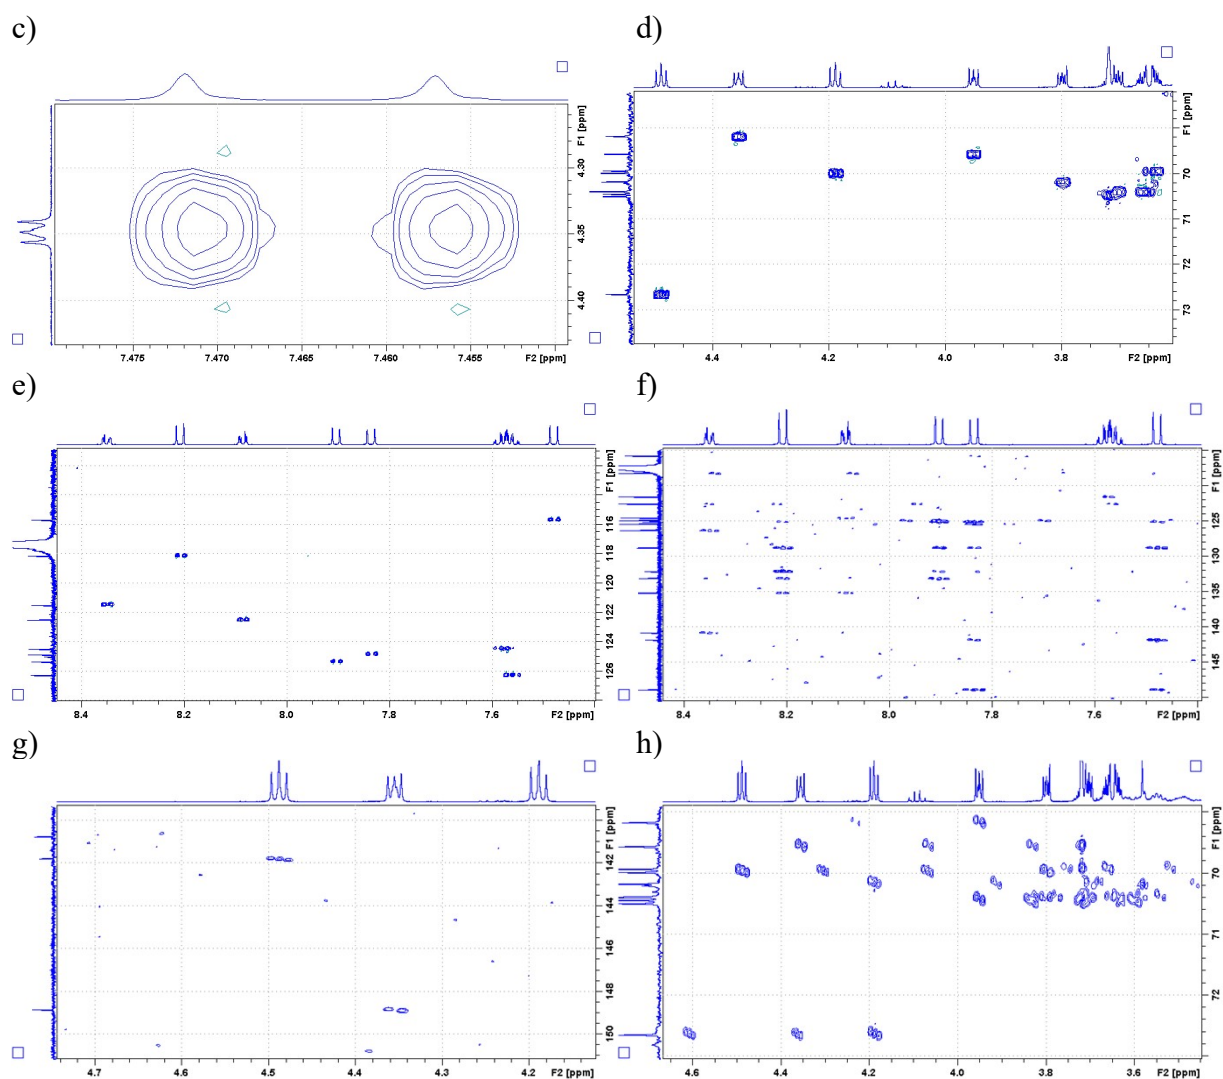 c)
d)
F1 [ppm]
4.30
4.35
4.40
7.475 7.470 7.465 7.460 7.455 F2 [ppm]
F1 [ppm]
70
71
72
73
4.4 4.2 4.0 3.8 F2 [ppm]
e)
f)
F1 [ppm]
116
118
120
122
124
126
8.4 8.2 8.0 7.8 7.6 F2 [ppm]
F1 [ppm]
125
130
135
140
145
8.4 8.2 8.0 7.8 7.6 F2 [ppm]
g)
h)
F1 [ppm]
142
144
146
148
150
4.7 4.6 4.5 4.4 4.3 4.2 F2 [ppm]
F1 [ppm]
70
71
72
4.6 4.4 4.2 4.0 3.8 3.6 F2 [ppm]